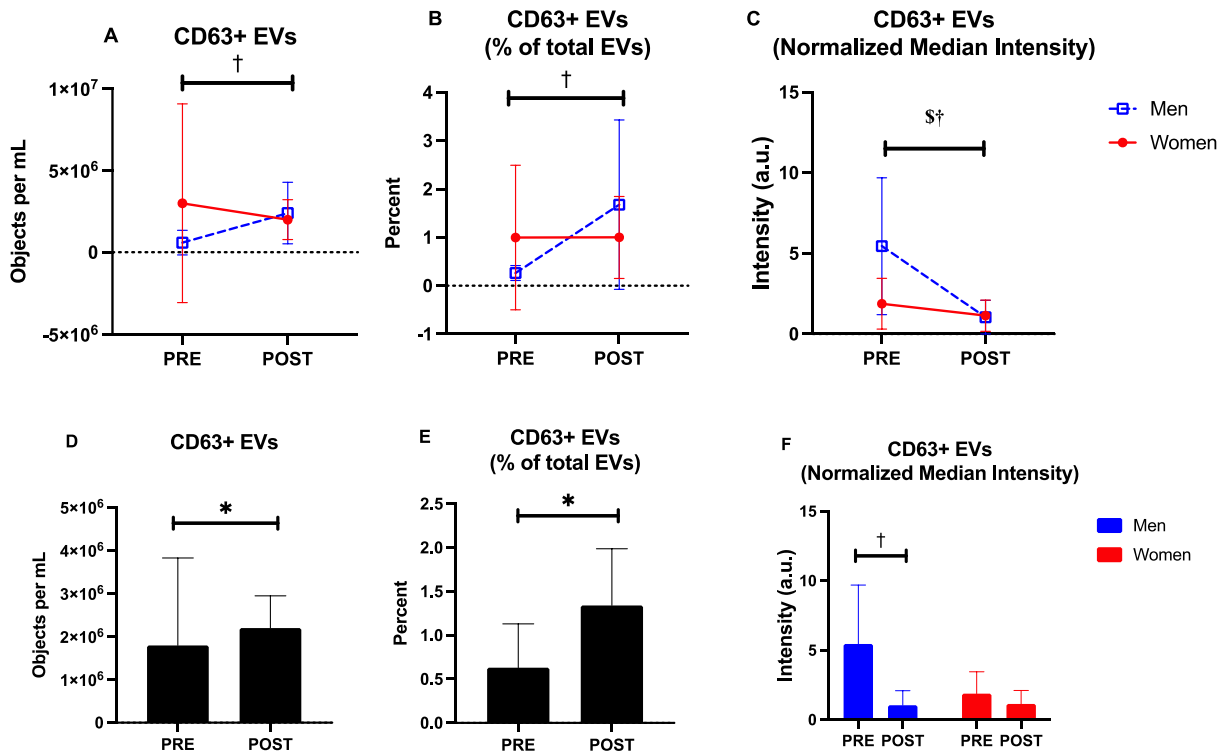 A
CD63+ EVs
†
Objects per mL
1×10⁷
5×10⁶
0
-5×10⁶
PRE POST
B
CD63+ EVs
(% of total EVs)
†
Percent
4
3
2
1
0
-1
PRE POST
C
CD63+ EVs
(Normalized Median Intensity)
$†
Intensity (a.u.)
15
10
5
0
PRE POST
Men
Women
D
CD63+ EVs
*
Objects per mL
5×10⁶
4×10⁶
3×10⁶
2×10⁶
1×10⁶
0
PRE POST
E
CD63+ EVs
(% of total EVs)
*
Percent
2.5
2.0
1.5
1.0
0.5
0.0
PRE POST
F
CD63+ EVs
(Normalized Median Intensity)
†
Intensity (a.u.)
15
10
5
0
PRE POST PRE POST
Men
Women